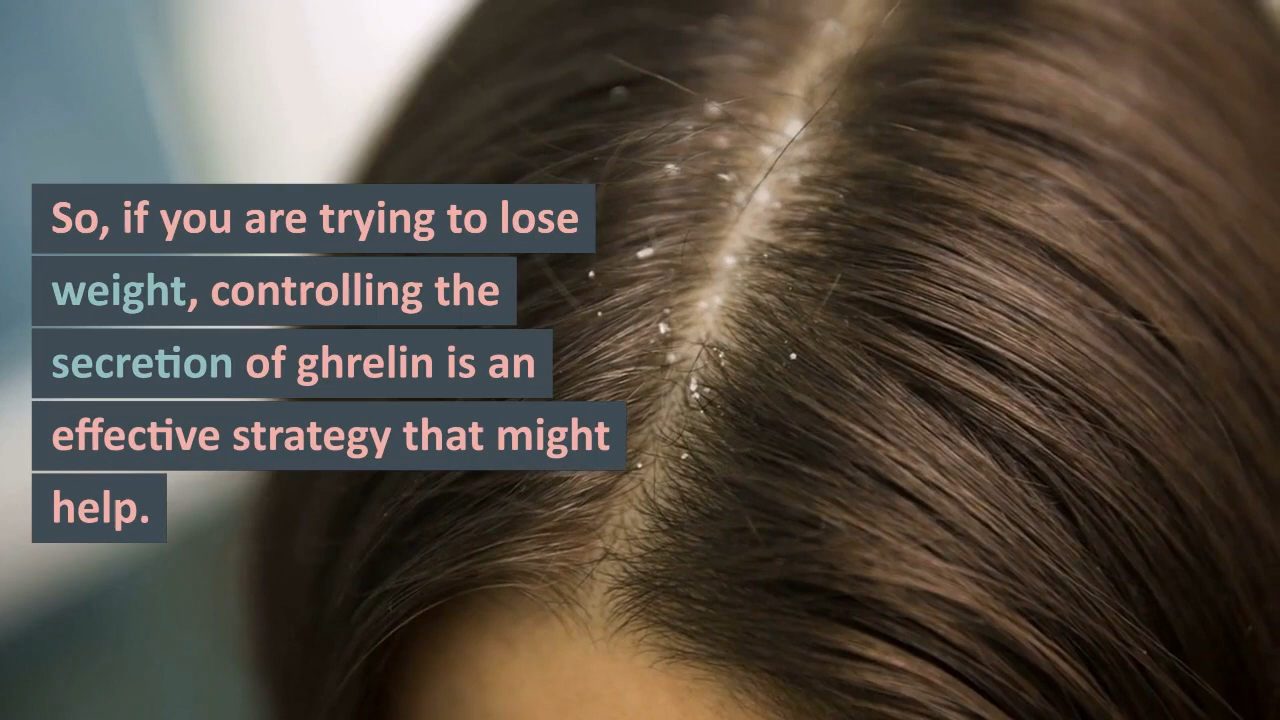 So, if you are trying to lose
weight, controlling the
secretion of ghrelin is an
effective strategy that might
help.